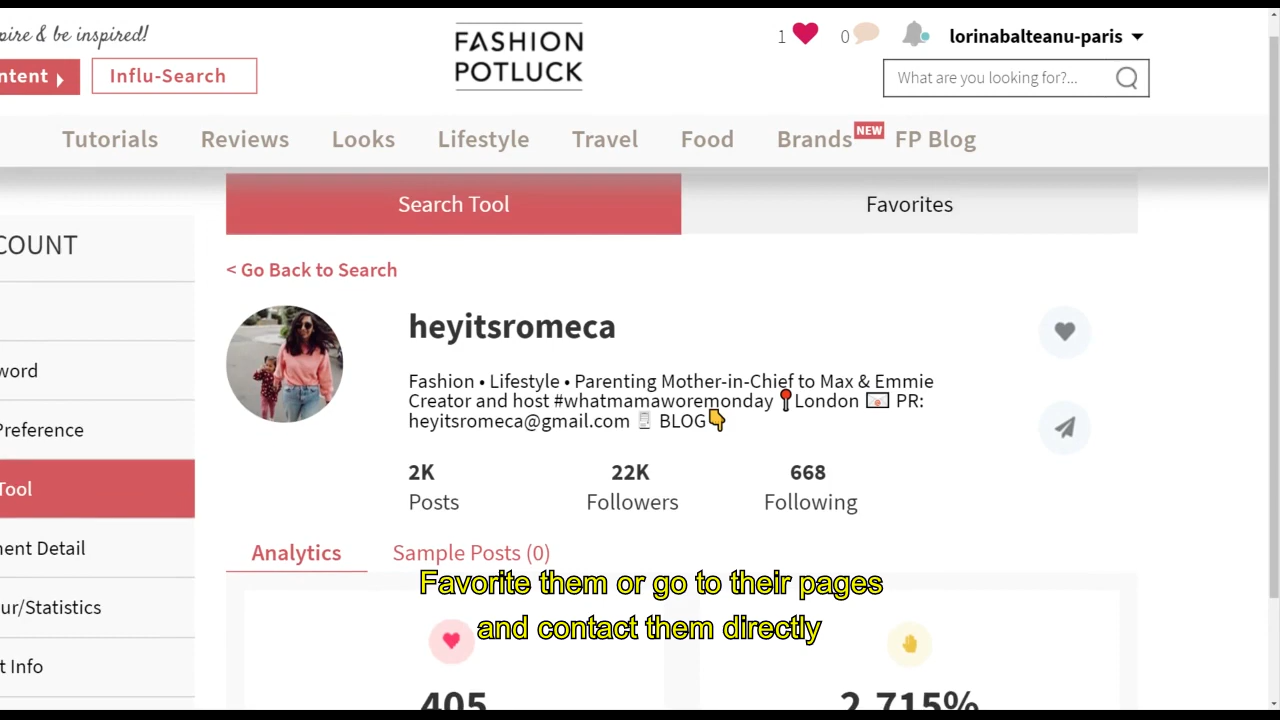 pire & be inspired!
FASHION
POTLUCK
1
0
lorinabalteanu-paris
ntent
Influ-Search
What are you looking for?...
Tutorials
Reviews
Looks
Lifestyle
Travel
Food
Brands
NEW
FP Blog
Search Tool
Favorites
COUNT
< Go Back to Search
heyitsromeca
word
Fashion • Lifestyle • Parenting Mother-in-Chief to Max & Emmie
Creator and host #whatmamaworemonday 📍London 💌 PR:
heyitsromeca@gmail.com 🧾 BLOG👇
Preference
2K
22K
668
Tool
Posts
Followers
Following
ent Detail
Analytics
Sample Posts (0)
Favorite them or go to their pages
and contact them directly
ur/Statistics
t Info
405
2.715%